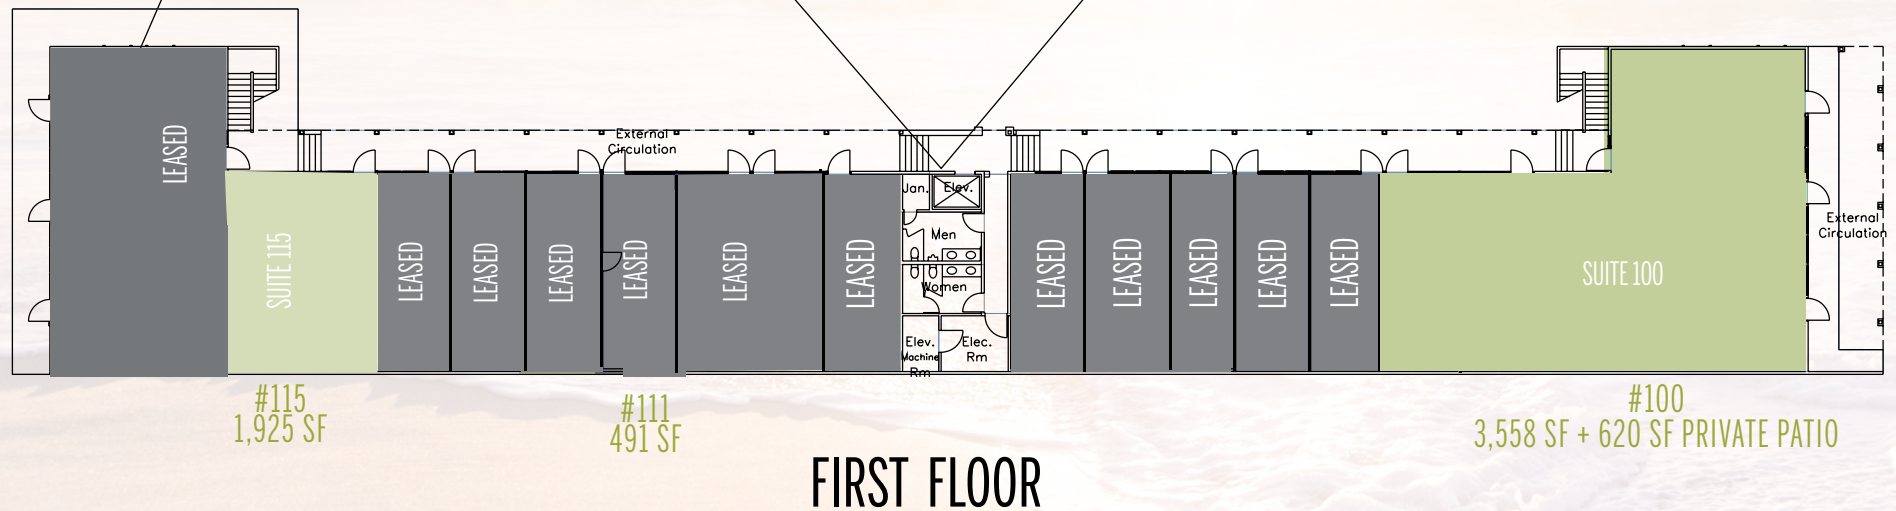 External
Circulation
LEASED
Jan.
Elev.
Men
Women
Elev.
Machine
Rm
Elec.
Rm
SUITE 115
LEASED
LEASED
LEASED
LEASED
LEASED
LEASED
LEASED
LEASED
LEASED
LEASED
LEASED
SUITE 100
External
Circulation
#115
1,925 SF
#111
491 SF
#100
3,558 SF + 620 SF PRIVATE PATIO
FIRST FLOOR